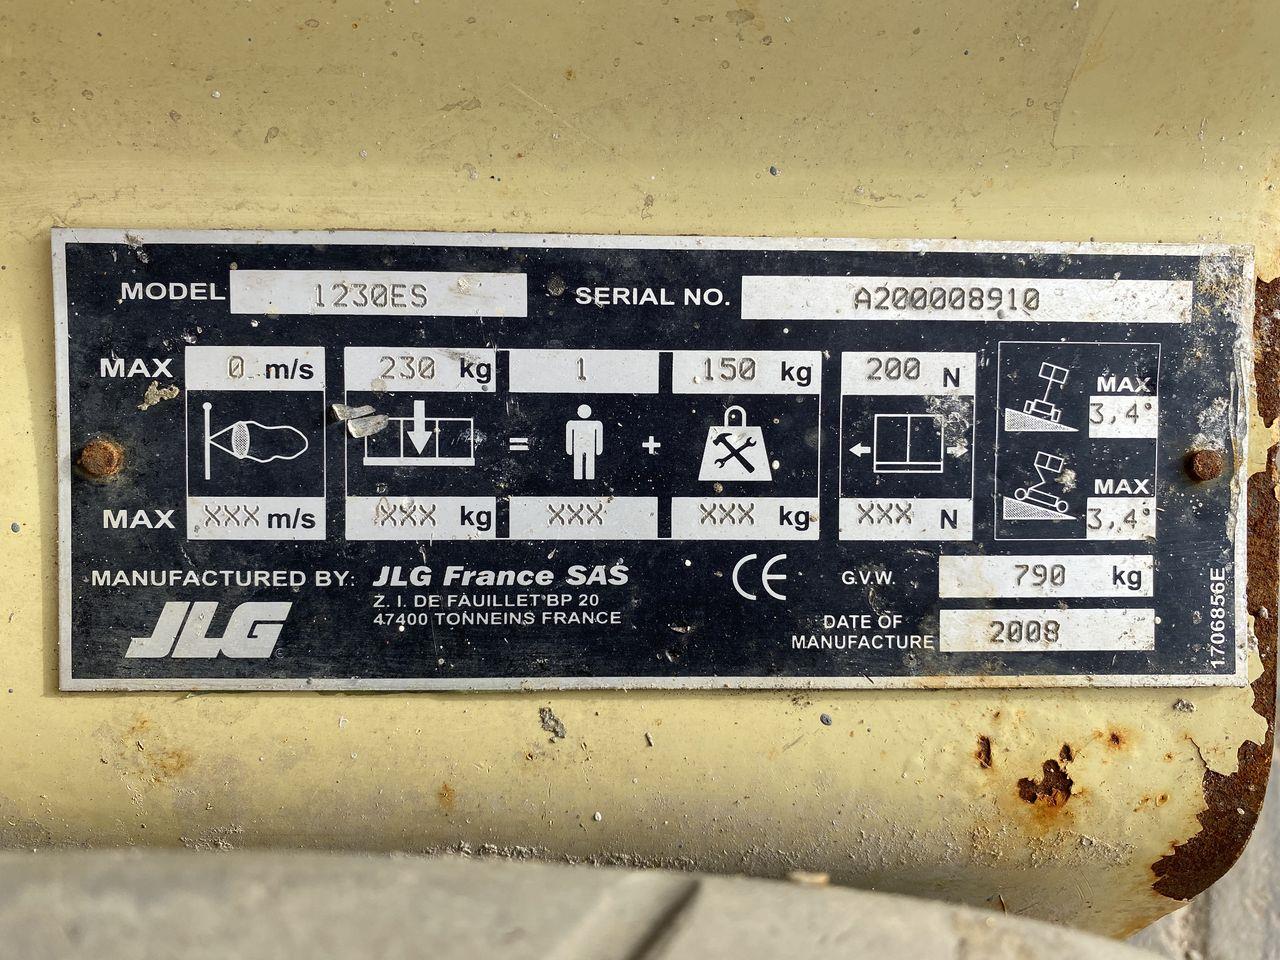 MODEL 1230ES SERIAL NO. A200008910
MAX 0 m/s 230 kg 1 150 kg 200 N MAX 3,4°
= +
MAX XXX m/s XXX kg XXX XXX kg XXX N MAX 3,4°
MANUFACTURED BY: JLG France SAS
Z. I. DE FAUILLET BP 20
47400 TONNEINS FRANCE
JLG
CE G.V.W. 790 kg
DATE OF
MANUFACTURE 2008
1706856E